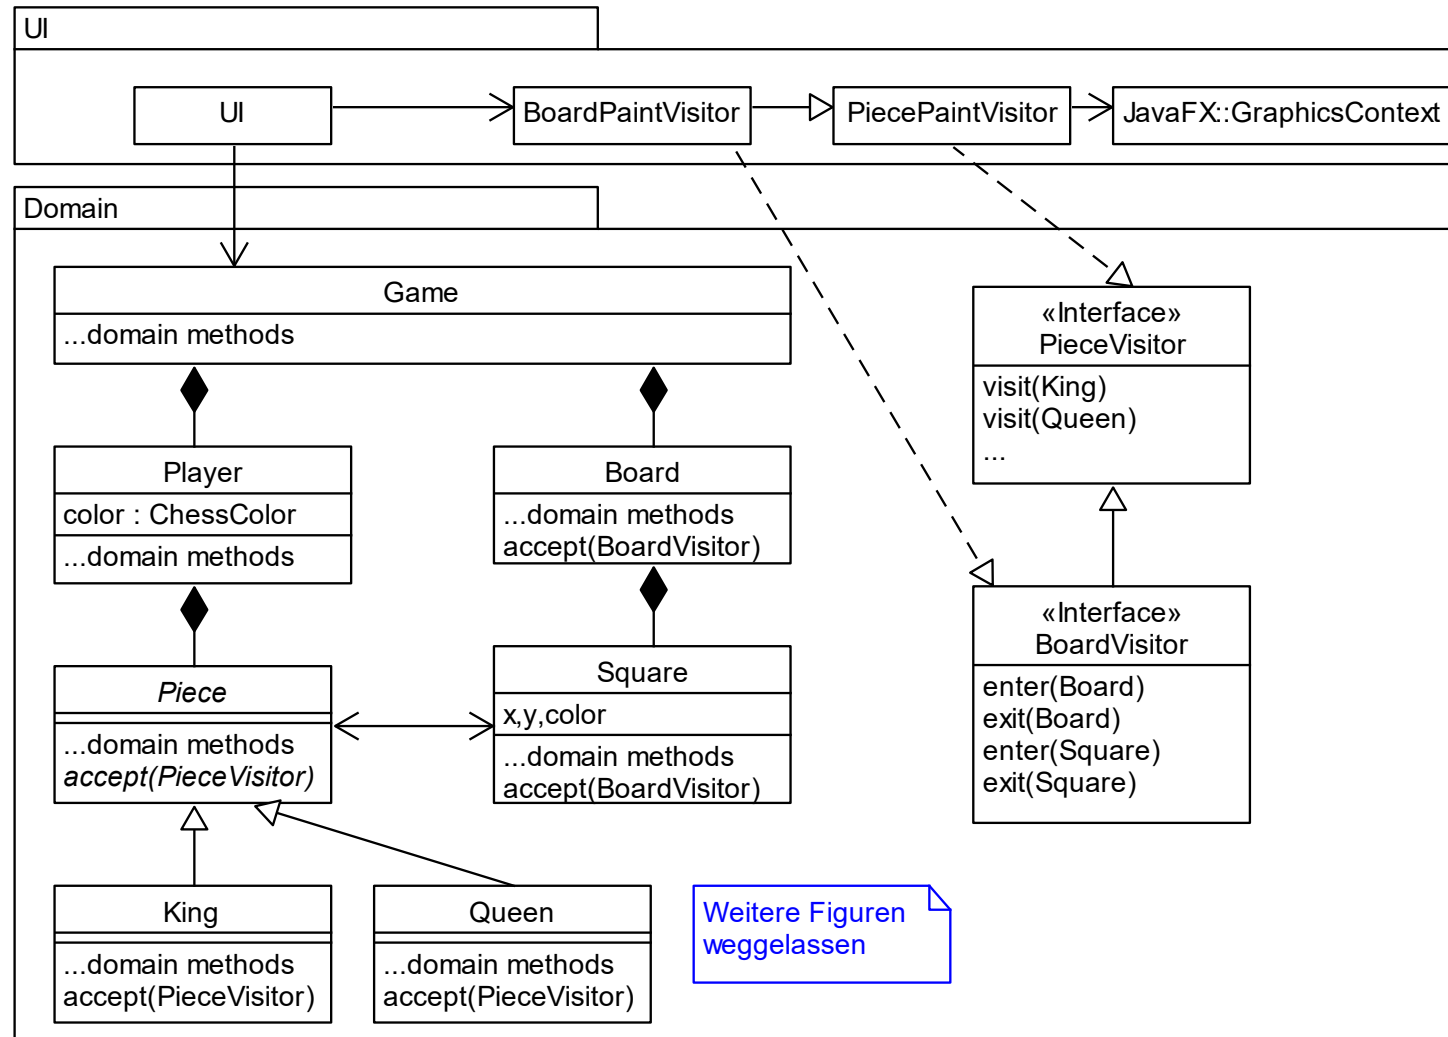 UI
UI
BoardPaintVisitor
PiecePaintVisitor
JavaFX::GraphicsContext
Domain
Game
...domain methods
«Interface»
PieceVisitor
visit(King)
visit(Queen)
...
Player
color : ChessColor
...domain methods
Board
...domain methods
accept(BoardVisitor)
«Interface»
BoardVisitor
enter(Board)
exit(Board)
enter(Square)
exit(Square)
Piece
...domain methods
accept(PieceVisitor)
Square
x,y,color
...domain methods
accept(BoardVisitor)
King
...domain methods
accept(PieceVisitor)
Queen
...domain methods
accept(PieceVisitor)
Weitere Figuren
weggelassen